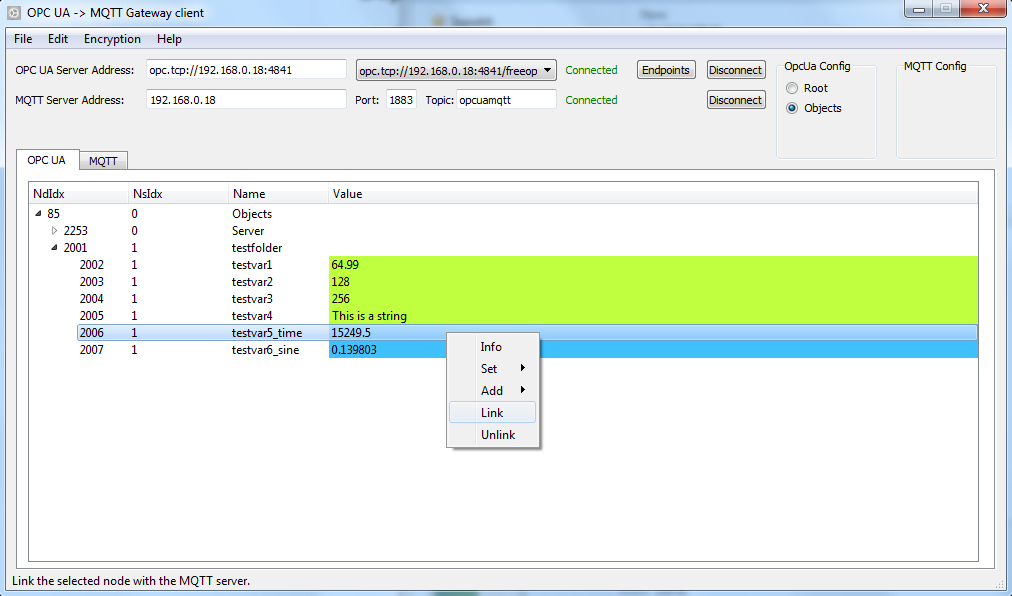 OPC UA -> MQTT Gateway client
File Edit Encryption Help
OPC UA Server Address: opc.tcp://192.168.0.18:4841 opc.tcp://192.168.0.18:4841/freeop Connected Endpoints Disconnect
MQTT Server Address: 192.168.0.18 Port: 1883 Topic: opcuamqtt Connected Disconnect
OpcUa Config
Root
Objects
MQTT Config
OPC UA MQTT
NdIdx NsIdx Name Value
85 0 Objects
2253 0 Server
2001 1 testfolder
2002 1 testvar1 64.99
2003 1 testvar2 128
2004 1 testvar3 256
2005 1 testvar4 This is a string
2006 1 testvar5_time 15249.5
2007 1 testvar6_sine 0.139803
Info
Set
Add
Link
Unlink
Link the selected node with the MQTT server.